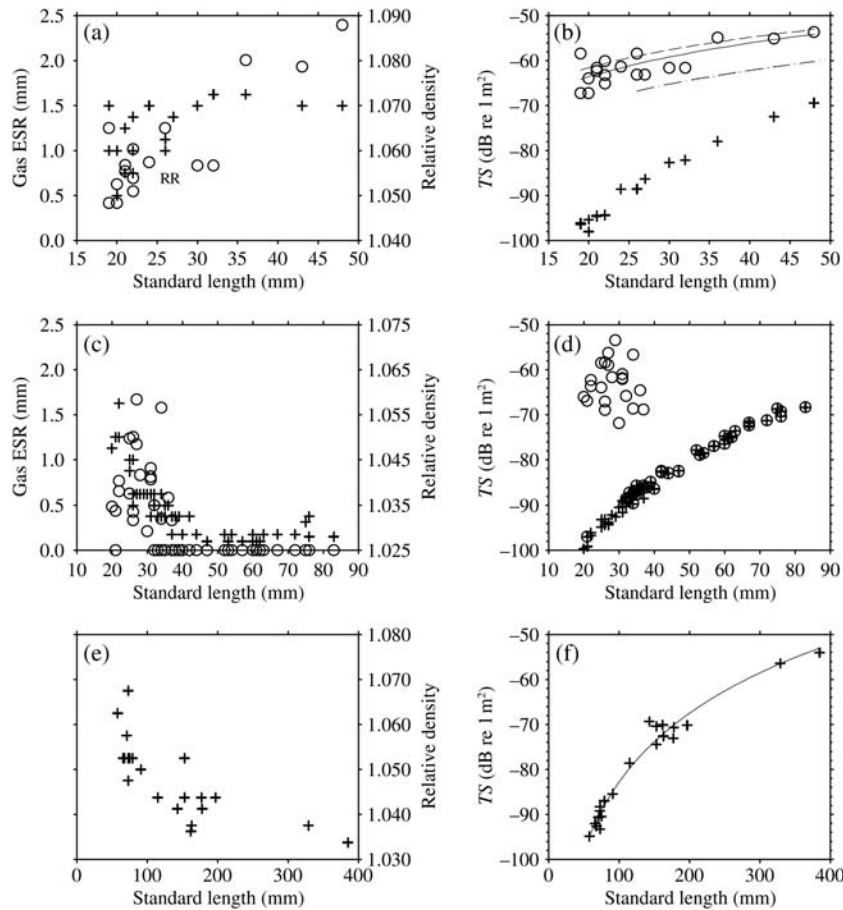 (a)
Gas ESR (mm)
2.5
2.0
1.5
1.0
0.5
0.0
RR
1.090
1.080
1.070
1.060
1.050
1.040
Relative density
15 20 25 30 35 40 45 50
Standard length (mm)
(b)
TS (dB re 1 m²)
–50
–60
–70
–80
–90
–100
15 20 25 30 35 40 45 50
Standard length (mm)
(c)
Gas ESR (mm)
2.5
2.0
1.5
1.0
0.5
0.0
1.075
1.065
1.055
1.045
1.035
1.025
Relative density
10 20 30 40 50 60 70 80 90
Standard length (mm)
(d)
TS (dB re 1 m²)
–50
–60
–70
–80
–90
–100
10 20 30 40 50 60 70 80 90
Standard length (mm)
(e)
1.080
1.070
1.060
1.050
1.040
1.030
Relative density
0 100 200 300 400
Standard length (mm)
(f)
TS (dB re 1 m²)
–50
–60
–70
–80
–90
–100
0 100 200 300 400
Standard length (mm)